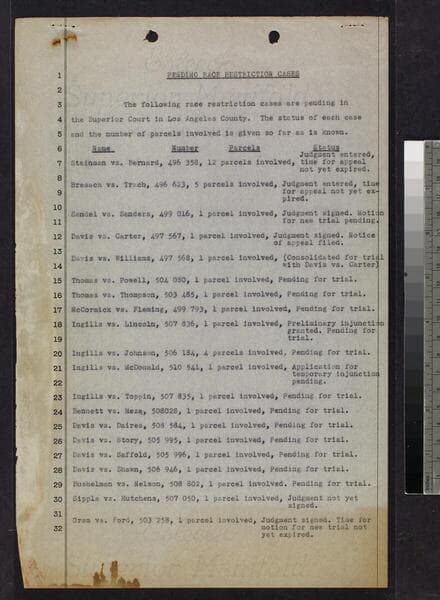 PENDING RACE RESTRICTION CASES
1
2
3 The following race restriction cases are pending in
4 the Superior Court in Los Angeles County. The status of each case
5 and the number of parcels involved is given so far as is known.
6 Name Number Parcels Status
Judgment entered,
7 Steinman vs. Bernard, 496 358, 12 parcels involved, time for appeal
not yet expired.
8
9 Bresson vs. Trach, 496 623, 5 parcels involved, Judgment entered, time
for appeal not yet ex-
10 pired.
11 Sandel vs. Sanders, 499 016, 1 parcel involved, Judgment signed. Motion
for new trial pending.
12 Davis vs. Carter, 497 567, 1 parcel involved, Judgment signed. Notice
of appeal filed.
13
14 Davis vs. Williams, 497 568, 1 parcel involved, (Consolidated for trial
with Davis vs. Carter)
15 Thomas vs. Powell, 504 080, 1 parcel involved, Pending for trial.
16 Thomas vs. Thompson, 503 485, 1 parcel involved, Pending for trial.
17 McCormick vs. Fleming, 499 793, 1 parcel involved, Pending for trial.
18 Ingills vs. Lincoln, 507 836, 1 parcel involved, Preliminary injunction
19 granted. Pending for
trial.
20 Ingills vs. Johnson, 506 184, 4 parcels involved, Pending for trial.
21 Ingills vs. McDonald, 510 541, 1 parcel involved, Application for
22 temporary injunction
pending.
23 Ingills vs. Toppin, 507 835, 1 parcel involved, Pending for trial.
24 Bennett vs. Meza, 508028, 1 parcel involved, Pending for trial.
25 Davis vs. Daires, 508 584, 1 parcel involved, Pending for trial.
26 Davis vs. Story, 505 995, 1 parcel involved, Pending for trial.
27 Davis vs. Saffold, 505 996, 1 parcel involved, Pending for trial.
28 Davis vs. Shawn, 506 946, 1 parcel involved. Pending for trial.
29 Bushelman vs. Nelson, 508 802, 1 parcel involved. Pending for trial.
30 Sipple vs. Hutchens, 507 050, 1 parcel involved, Judgment not yet
signed.
31
32 Crem vs. Ford, 503 258, 1 parcel involved, Judgment signed. Time for
motion for new trial not
yet expired.